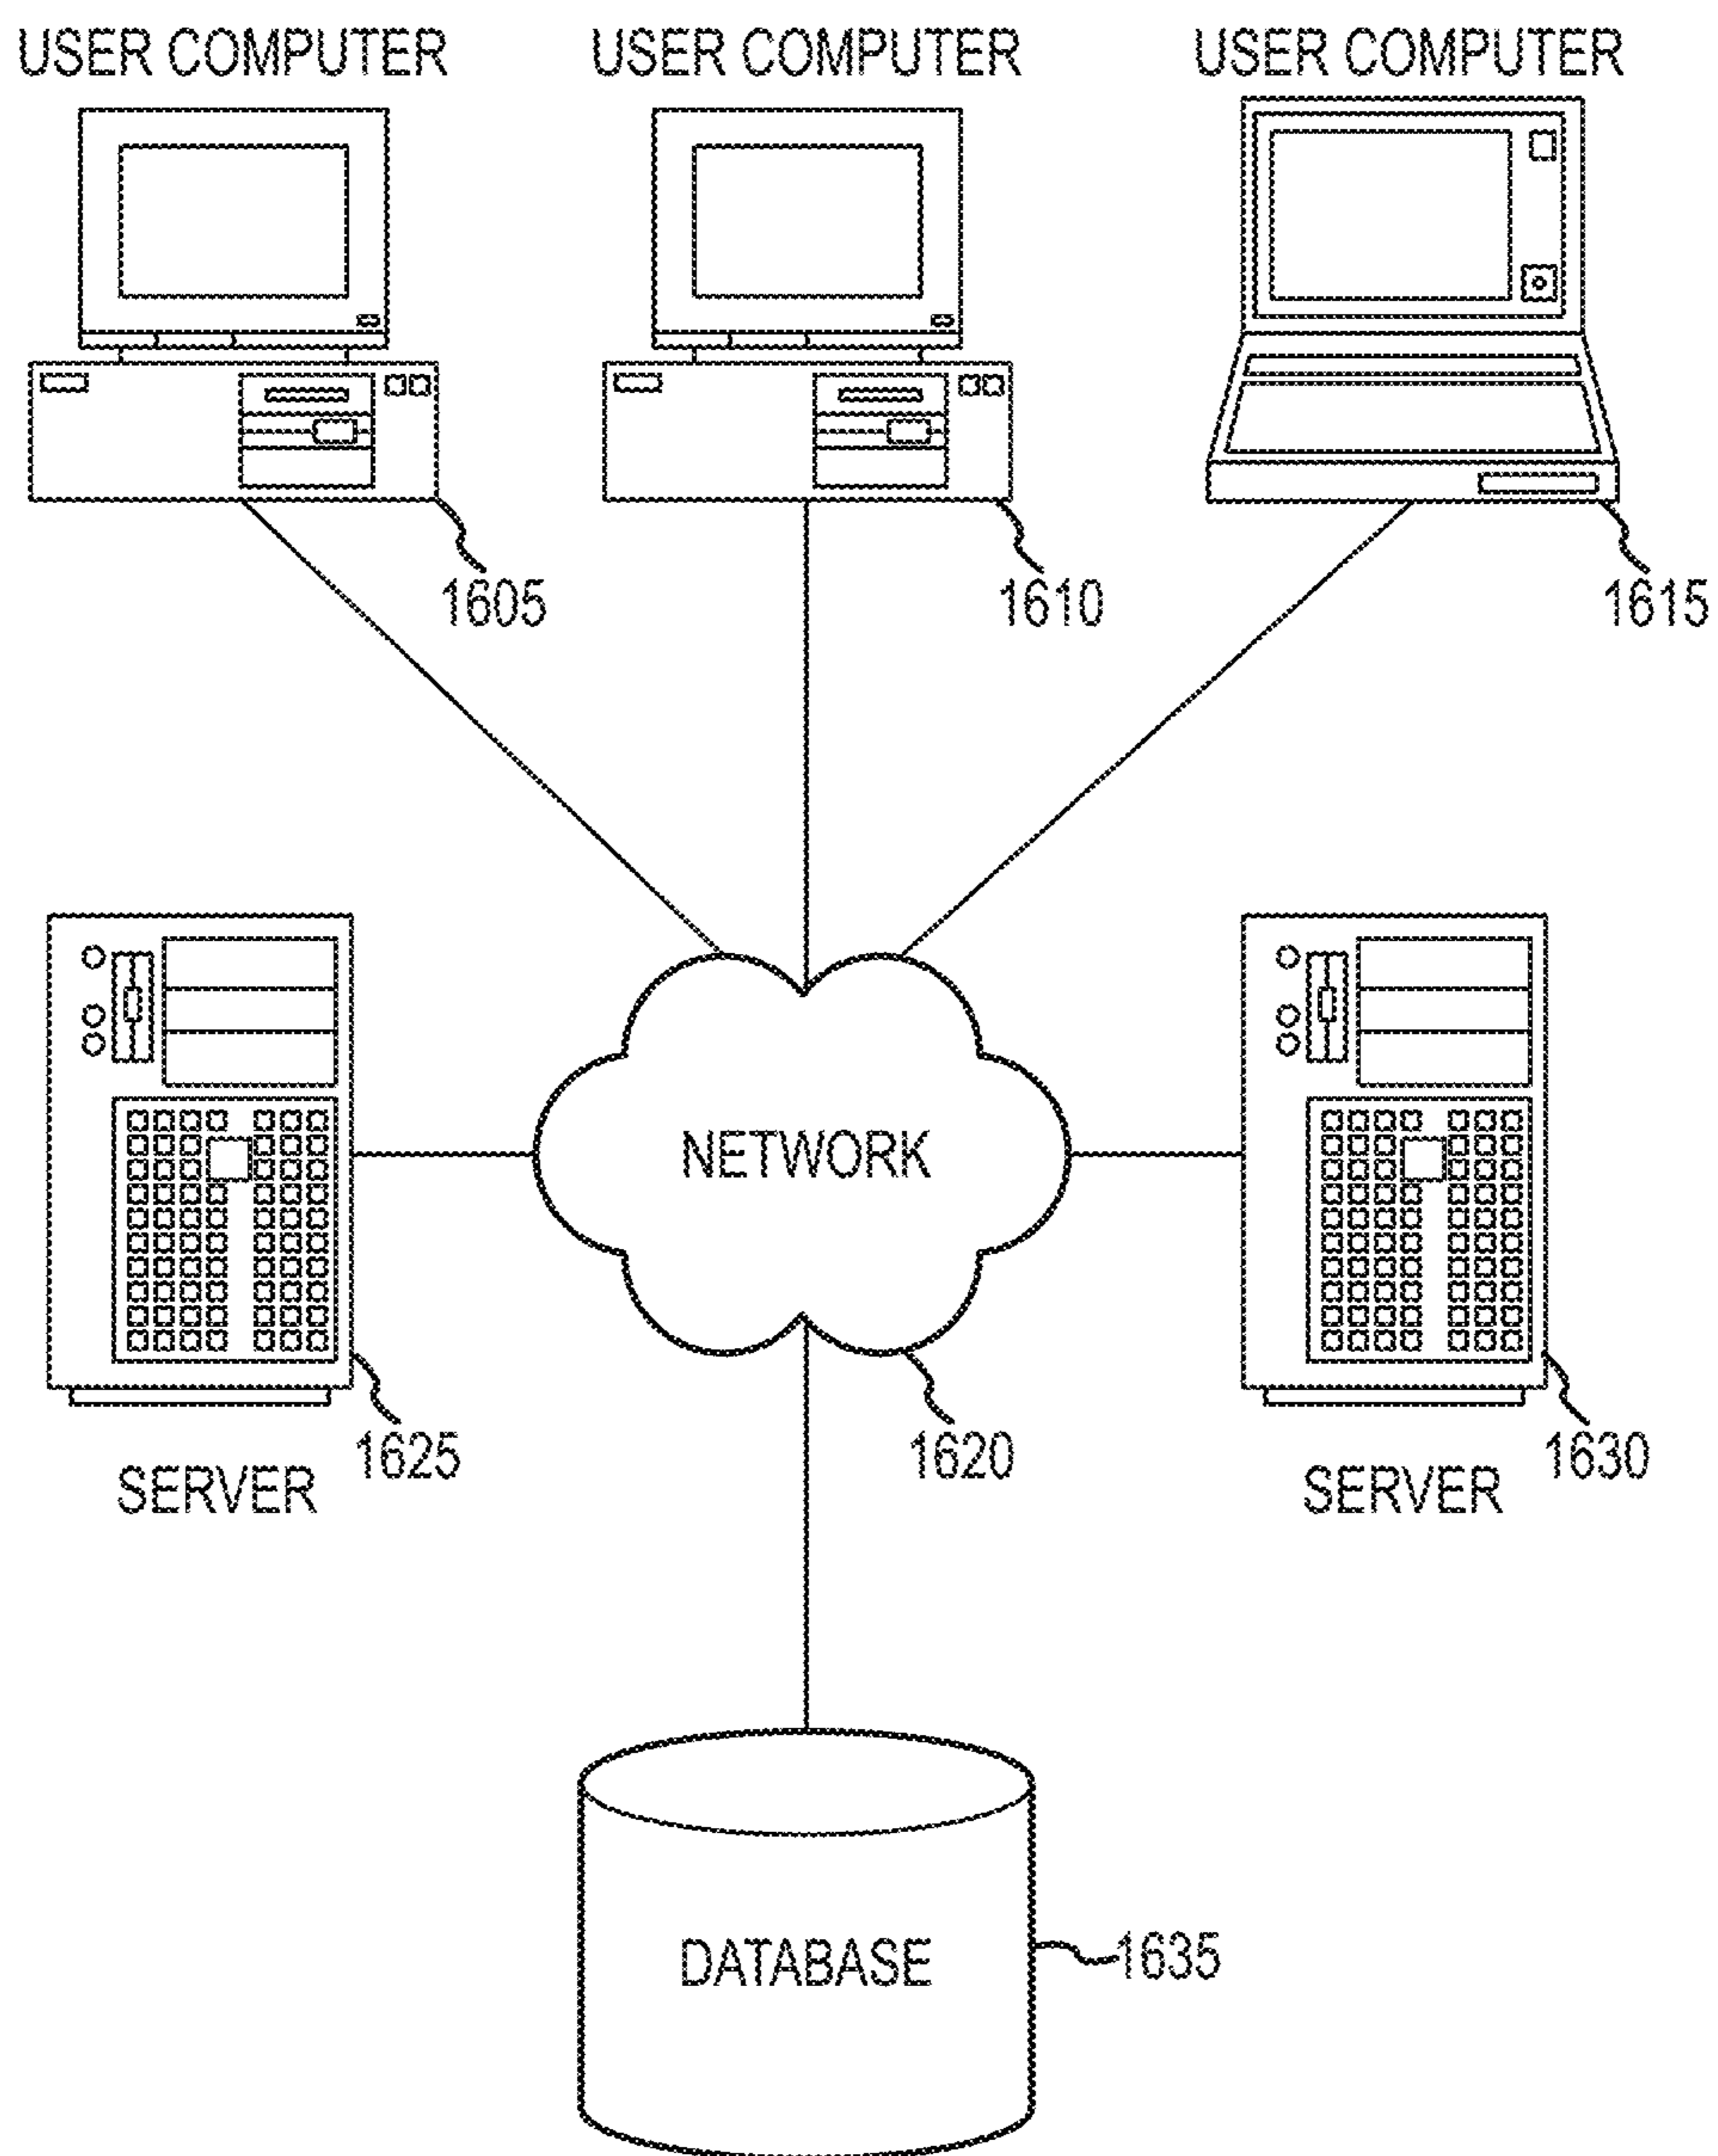 USER COMPUTER
USER COMPUTER
USER COMPUTER
1605
1610
1615
NETWORK
1625
1620
1630
SERVER
SERVER
DATABASE
1635